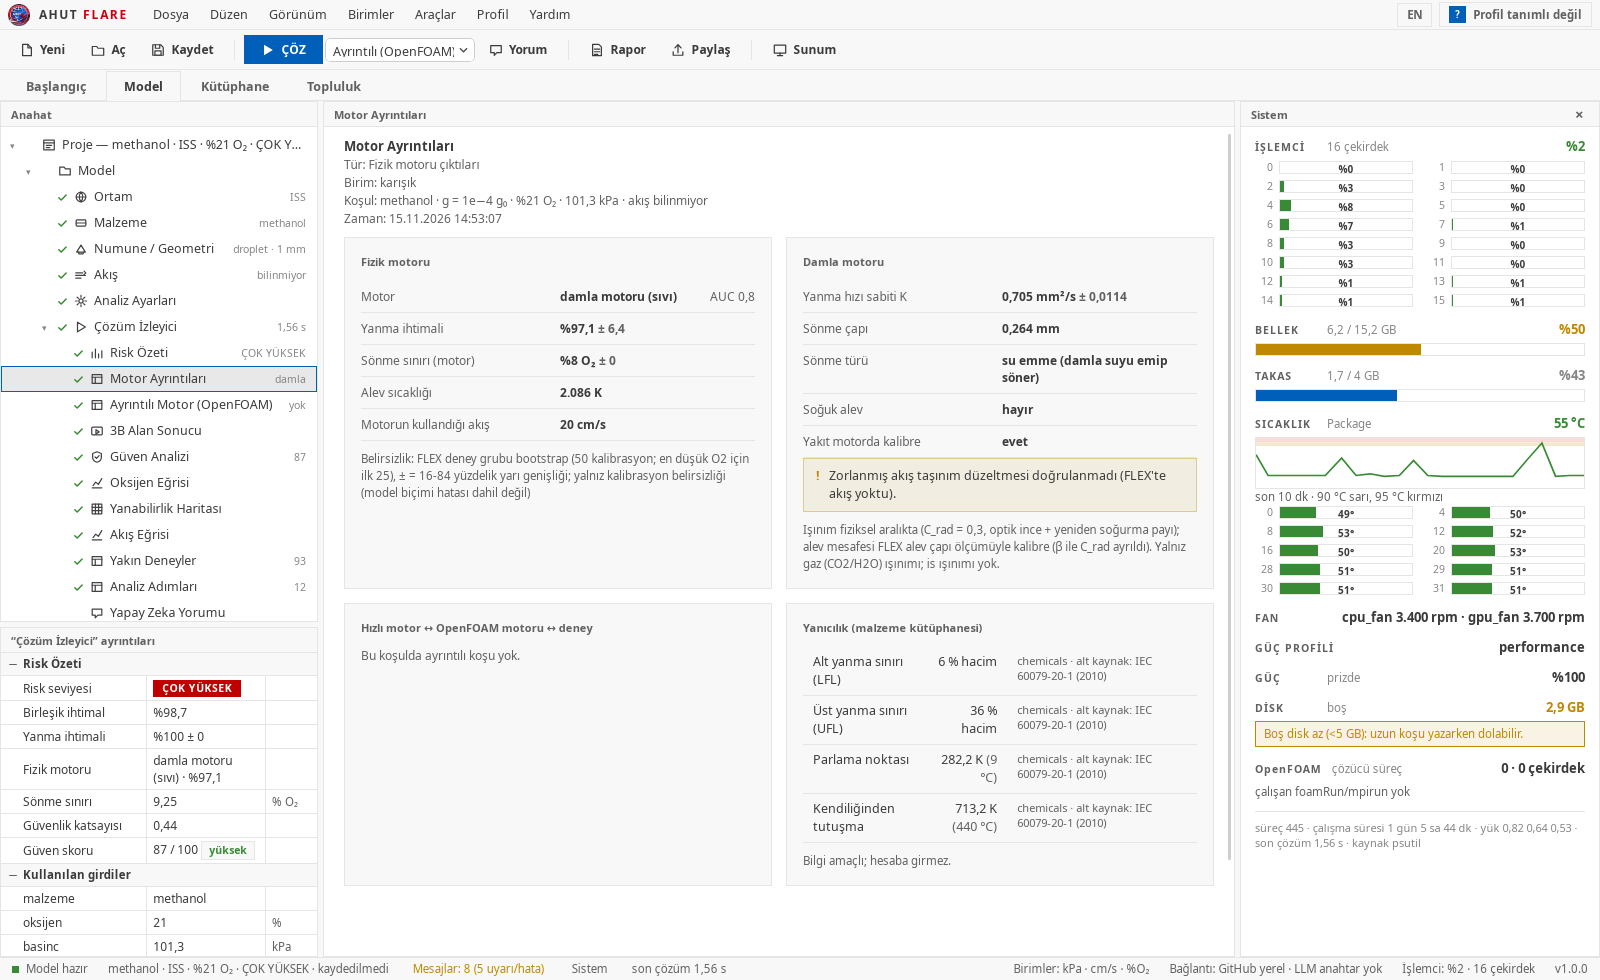 AHUT FLARE
Dosya Düzen Görünüm Birimler Araçlar Profil Yardım
EN ? Profil tanımlı değil
Yeni Aç Kaydet ÇÖZ Ayrıntılı (OpenFOAM) Yorum Rapor Paylaş Sunum
Başlangıç Model Kütüphane Topluluk
Anahat
Proje — methanol · ISS · %21 O₂ · ÇOK Y...
Model
Ortam ISS
Malzeme methanol
Numune / Geometri droplet · 1 mm
Akış bilinmiyor
Analiz Ayarları
Çözüm İzleyici 1,56 s
Risk Özeti ÇOK YÜKSEK
Motor Ayrıntıları damla
Ayrıntılı Motor (OpenFOAM) yok
3B Alan Sonucu
Güven Analizi 87
Oksijen Eğrisi
Yanabilirlik Haritası
Akış Eğrisi
Yakın Deneyler 93
Analiz Adımları 12
Yapay Zeka Yorumu
“Çözüm İzleyici” ayrıntıları
Risk Özeti
Risk seviyesi ÇOK YÜKSEK
Birleşik ihtimal %98,7
Yanma ihtimali %100 ± 0
Fizik motoru damla motoru
(sıvı) · %97,1
Sönme sınırı 9,25 % O₂
Güvenlik katsayısı 0,44
Güven skoru 87 / 100 yüksek
Kullanılan girdiler
malzeme methanol
oksijen 21 %
basinc 101,3 kPa
Motor Ayrıntıları
Motor Ayrıntıları
Tür: Fizik motoru çıktıları
Birim: karışık
Koşul: methanol · g = 1e−4 g₀ · %21 O₂ · 101,3 kPa · akış bilinmiyor
Zaman: 15.11.2026 14:53:07
Fizik motoru
Motor damla motoru (sıvı) AUC 0,8
Yanma ihtimali %97,1 ± 6,4
Sönme sınırı (motor) %8 O₂ ± 0
Alev sıcaklığı 2.086 K
Motorun kullandığı akış 20 cm/s
Belirsizlik: FLEX deney grubu bootstrap (50 kalibrasyon; en düşük O2 için
ilk 25), ± = 16-84 yüzdelik yarı genişliği; yalnız kalibrasyon belirsizliği
(model biçimi hatası dahil değil)
Damla motoru
Yanma hızı sabiti K 0,705 mm²/s ± 0,0114
Sönme çapı 0,264 mm
Sönme türü su emme (damla suyu emip
söner)
Soğuk alev hayır
Yakıt motorda kalibre evet
! Zorlanmış akış taşınım düzeltmesi doğrulanmadı (FLEX'te
akış yoktu).
Işınım fiziksel aralıkta (C_rad = 0,3, optik ince + yeniden soğurma payı);
alev mesafesi FLEX alev çapı ölçümüyle kalibre (β ile C_rad ayrıldı). Yalnız
gaz (CO2/H2O) ışınımı; is ışınımı yok.
Hızlı motor ↔ OpenFOAM motoru ↔ deney
Bu koşulda ayrıntılı koşu yok.
Yanıcılık (malzeme kütüphanesi)
Alt yanma sınırı 6 % hacim chemicals · alt kaynak: IEC
(LFL) 60079-20-1 (2010)
Üst yanma sınırı 36 % chemicals · alt kaynak: IEC
(UFL) hacim 60079-20-1 (2010)
Parlama noktası 282,2 K (9 chemicals · alt kaynak: IEC
°C) 60079-20-1 (2010)
Kendiliğinden 713,2 K chemicals · alt kaynak: IEC
tutuşma (440 °C) 60079-20-1 (2010)
Bilgi amaçlı; hesaba girmez.
Sistem ×
İŞLEMCİ 16 çekirdek %2
0 %0 1 %0
2 %3 3 %0
4 %8 5 %0
6 %7 7 %1
8 %3 9 %0
10 %3 11 %0
12 %1 13 %1
14 %1 15 %1
BELLEK 6,2 / 15,2 GB %50
TAKAS 1,7 / 4 GB %43
SICAKLIK Package 55 °C
son 10 dk · 90 °C sarı, 95 °C kırmızı
0 49° 4 50°
8 53° 12 52°
16 50° 20 53°
28 51° 29 51°
30 51° 31 51°
FAN cpu_fan 3.400 rpm · gpu_fan 3.700 rpm
GÜÇ PROFİLİ performance
GÜÇ prizde %100
DİSK boş 2,9 GB
Boş disk az (<5 GB): uzun koşu yazarken dolabilir.
OpenFOAM çözücü süreç 0 · 0 çekirdek
çalışan foamRun/mpirun yok
süreç 445 · çalışma süresi 1 gün 5 sa 44 dk · yük 0,82 0,64 0,53 ·
son çözüm 1,56 s · kaynak psutil
Model hazır methanol · ISS · %21 O₂ · ÇOK YÜKSEK · kaydedilmedi Mesajlar: 8 (5 uyarı/hata) Sistem son çözüm 1,56 s Birimler: kPa · cm/s · %O₂ Bağlantı: GitHub yerel · LLM anahtar yok İşlemci: %2 · 16 çekirdek v1.0.0